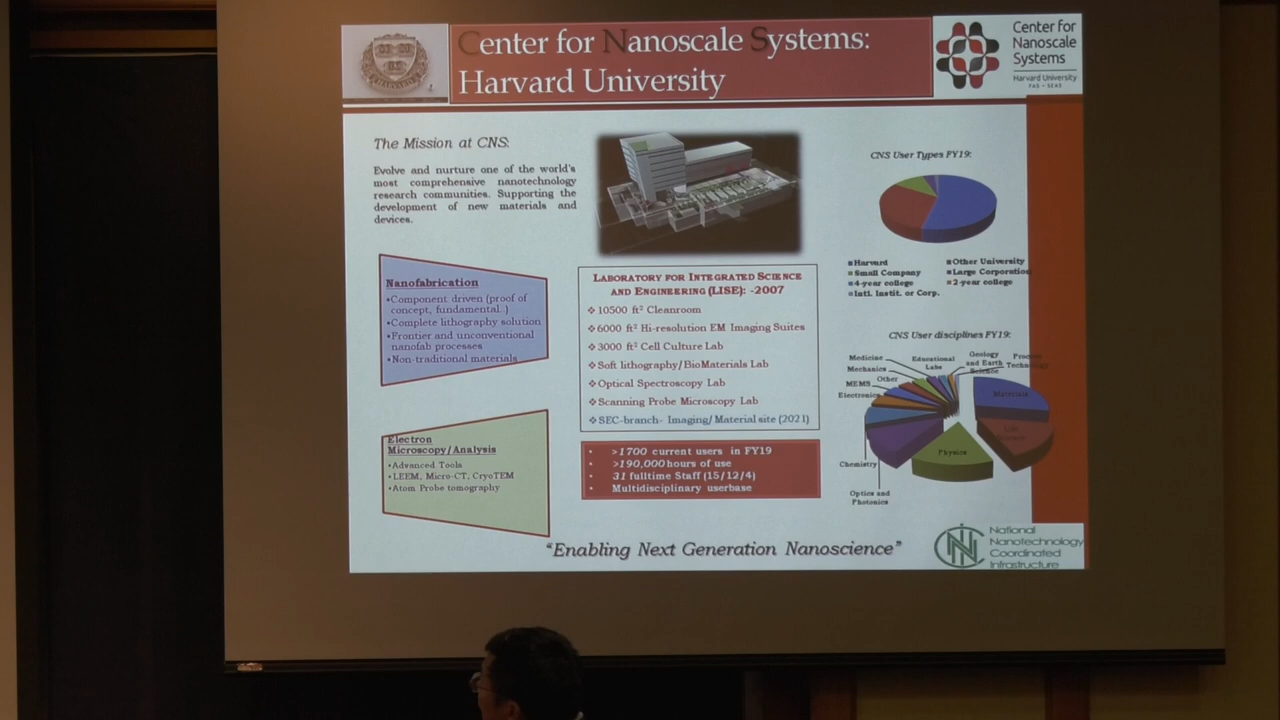 Center for Nanoscale Systems:
Harvard University
Center for
Nanoscale
Systems
Harvard University
FAS - SEAS
The Mission at CNS:
Evolve and nurture one of the world's
most comprehensive nanotechnology
research communities. Supporting the
development of new materials and
devices.
Nanofabrication
•Component driven (proof of
concept, fundamental..)
•Complete lithography solution
•Frontier and unconventional
nanofab processes
•Non-traditional materials
Electron
Microscopy/Analysis
•Advanced Tools
•LEEM, Micro-CT, CryoTEM
•Atom Probe tomography
LABORATORY FOR INTEGRATED SCIENCE
AND ENGINEERING (LISE): -2007
❖10500 ft² Cleanroom
❖6000 ft² Hi-resolution EM Imaging Suites
❖3000 ft² Cell Culture Lab
❖Soft lithography/BioMaterials Lab
❖Optical Spectroscopy Lab
❖Scanning Probe Microscopy Lab
❖SEC-branch- Imaging/Material site (2021)
• >1700 current users in FY19
• >190,000 hours of use
• 31 fulltime Staff (15/12/4)
• Multidisciplinary userbase
"Enabling Next Generation Nanoscience"
CNS USER TYPES FY19:
Harvard
Other University
Small Company
Large Corporation
4-year college
2-year college
Intl. Instit. or Corp.
CNS USER DISCIPLINES FY19:
Medicine
Mechanics
MEMS
Other
Electronics
Educational
Labs
Geology
and Earth
Science
Process
Technology
Materials
Physics
Chemistry
Optics and
Photonics
National
Nanotechnology
Coordinated
Infrastructure